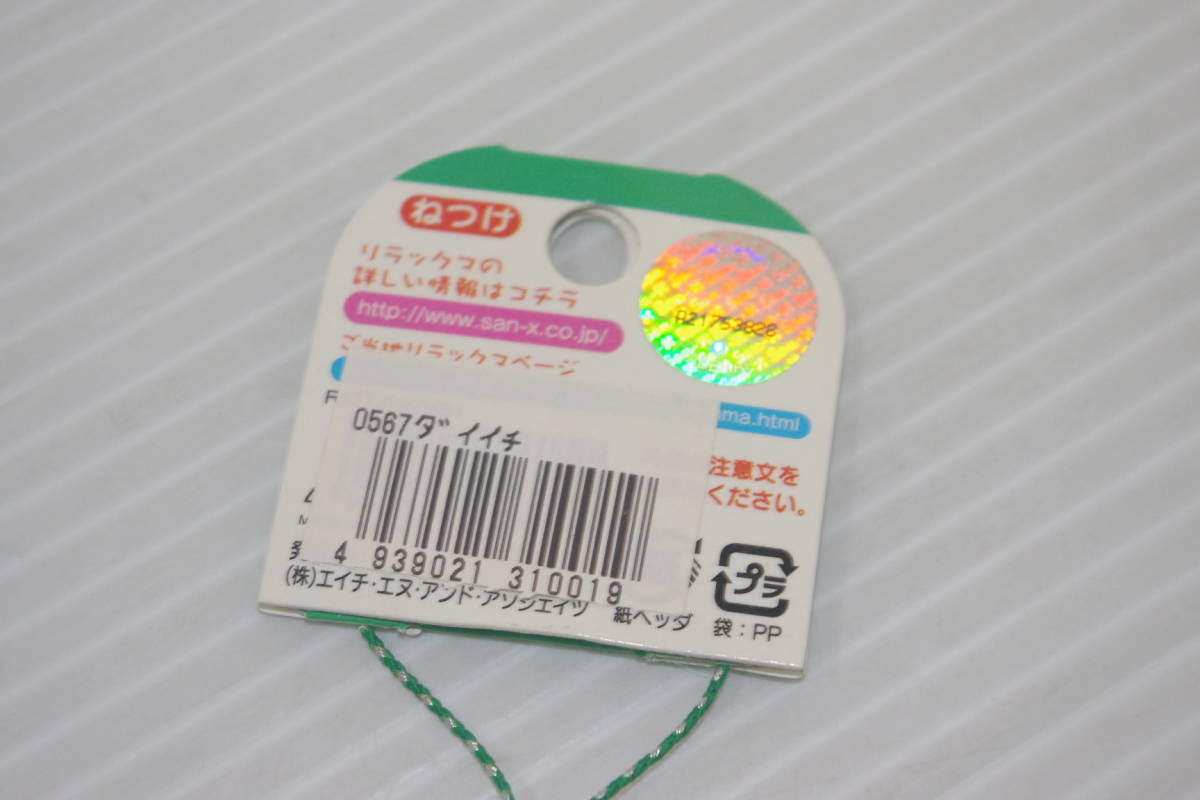 ねつけ
リラックマの
詳しい情報はコチラ
http://www.san-x.co.jp/
ご当地リラックマページ
ma.html
0567ダイイチ
注意文を
ください。
4 939021 310019
(株)エイチ・エヌ・アンド・アソシエイツ
紙ヘッダ
プラ
袋：PP